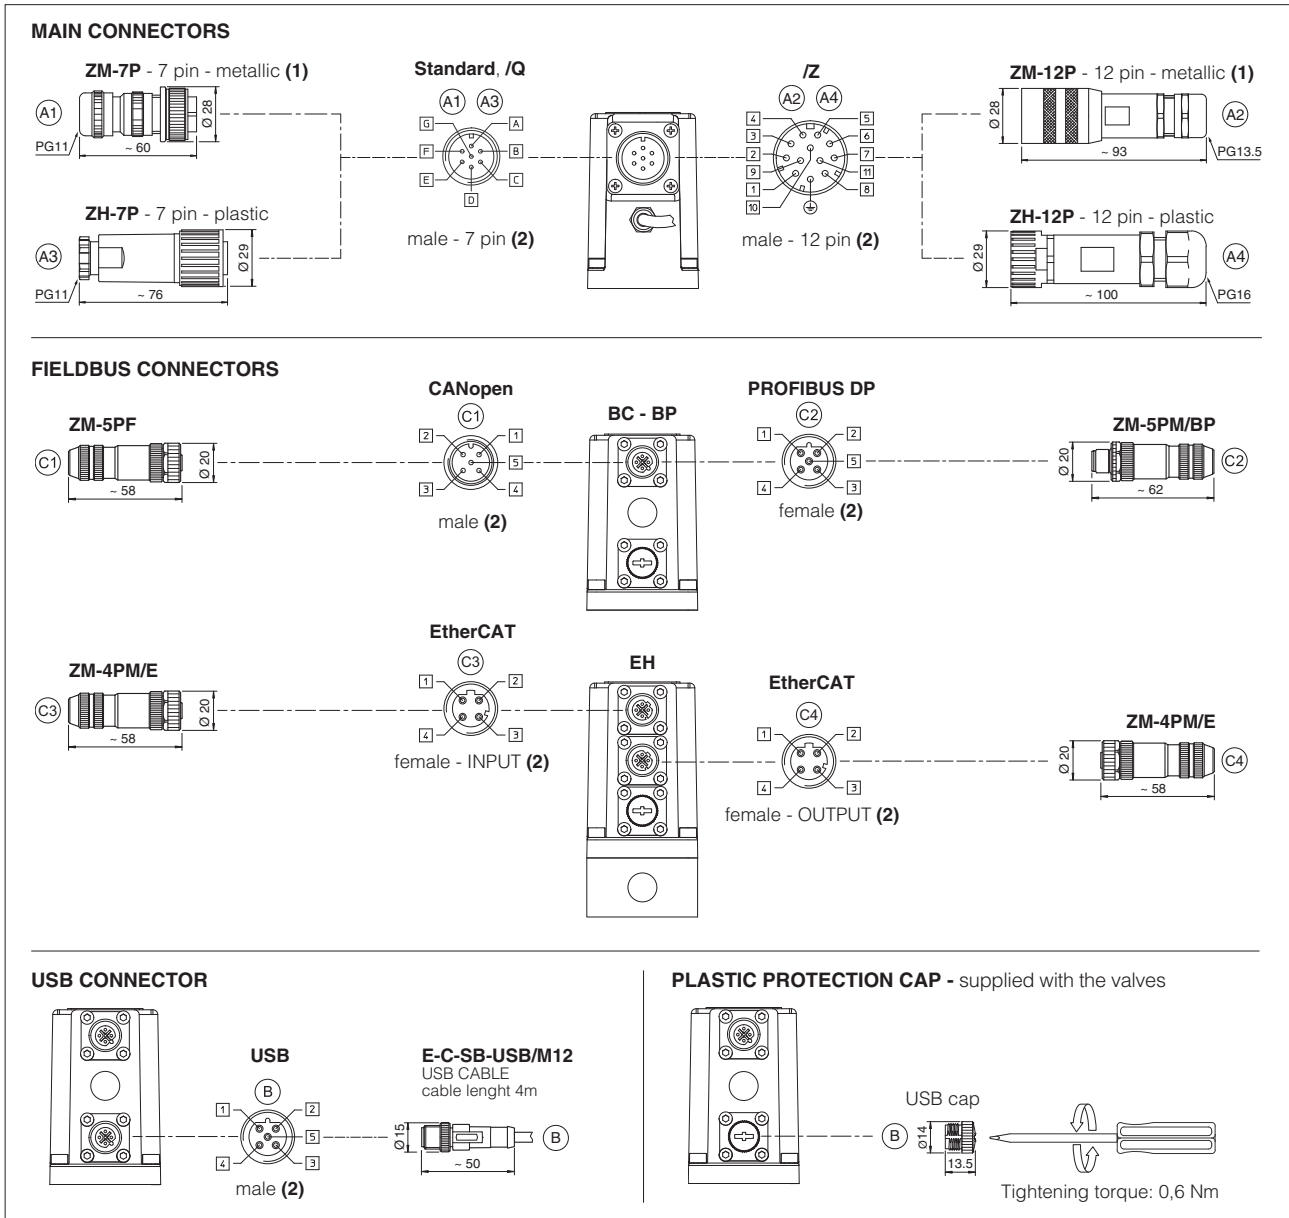 MAIN CONNECTORS
ZM-7P - 7 pin - metallic (1)
A1
PG11
~ 60
Ø 28
ZH-7P - 7 pin - plastic
A3
PG11
~ 76
Ø 29
Standard, /Q
A1 A3
G A
F B
E C
D
male - 7 pin (2)
/Z
A2 A4
4 5
3 6
2 7
9 11
1 8
10
male - 12 pin (2)
ZM-12P - 12 pin - metallic (1)
Ø 28
A2
~ 93
PG13.5
ZH-12P - 12 pin - plastic
Ø 29
A4
~ 100
PG16
FIELDBUS CONNECTORS
ZM-5PF
C1
Ø 20
~ 58
CANopen
C1
2 1
5
3 4
male (2)
BC - BP
PROFIBUS DP
C2
1 2
5
4 3
female (2)
ZM-5PM/BP
Ø 20
C2
~ 62
ZM-4PM/E
C3
Ø 20
~ 58
EtherCAT
C3
1 2
4 3
female - INPUT (2)
EH
EtherCAT
C4
1 2
4 3
female - OUTPUT (2)
ZM-4PM/E
Ø 20
C4
~ 58
USB CONNECTOR
USB
B
1 2
5
4 3
male (2)
E-C-SB-USB/M12
USB CABLE
cable lenght 4m
Ø 15
B
~ 50
PLASTIC PROTECTION CAP - supplied with the valves
USB cap
B
Ø14
13.5
Tightening torque: 0,6 Nm